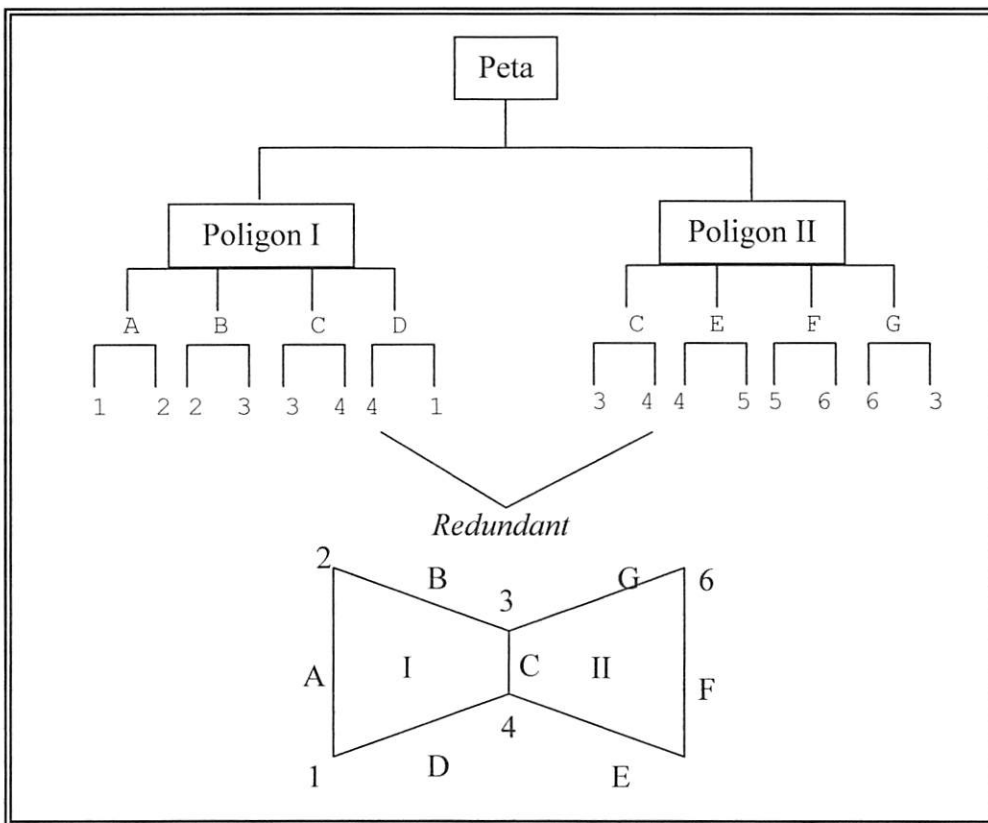 Peta
Poligon I Poligon II
A B C D C E F G
1 2 2 3 3 4 4 1 3 4 4 5 5 6 6 3
Redundant
2 B G 6
3
A I C II F
4
1 D E